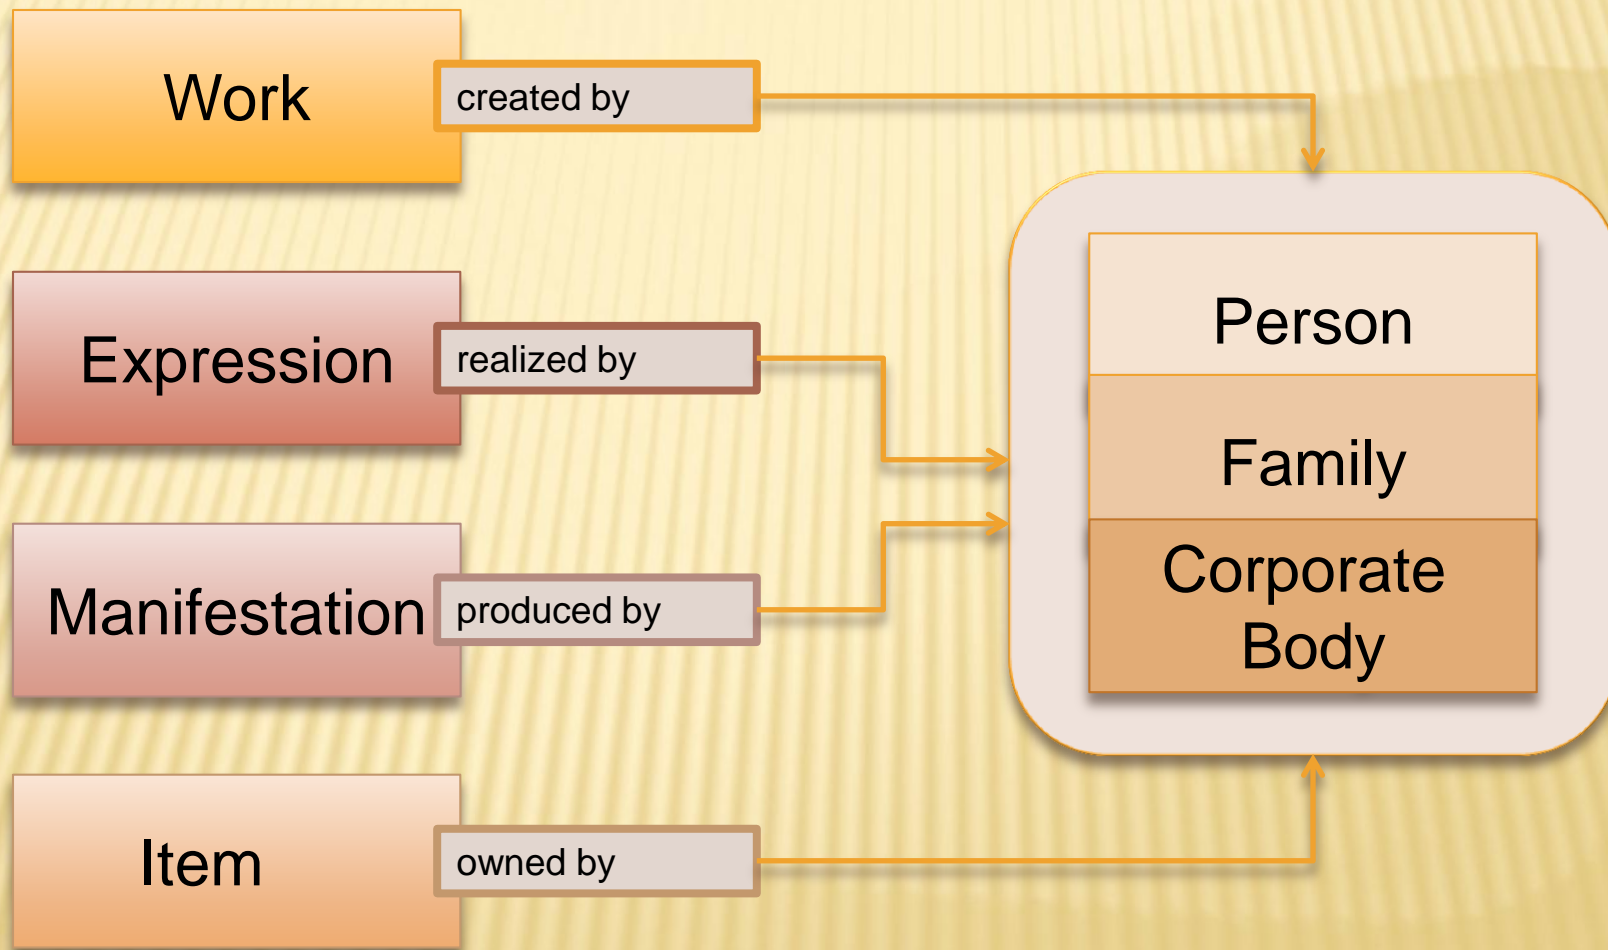 Work
created by
Expression
realized by
Manifestation
produced by
Item
owned by
Person
Family
Corporate
Body